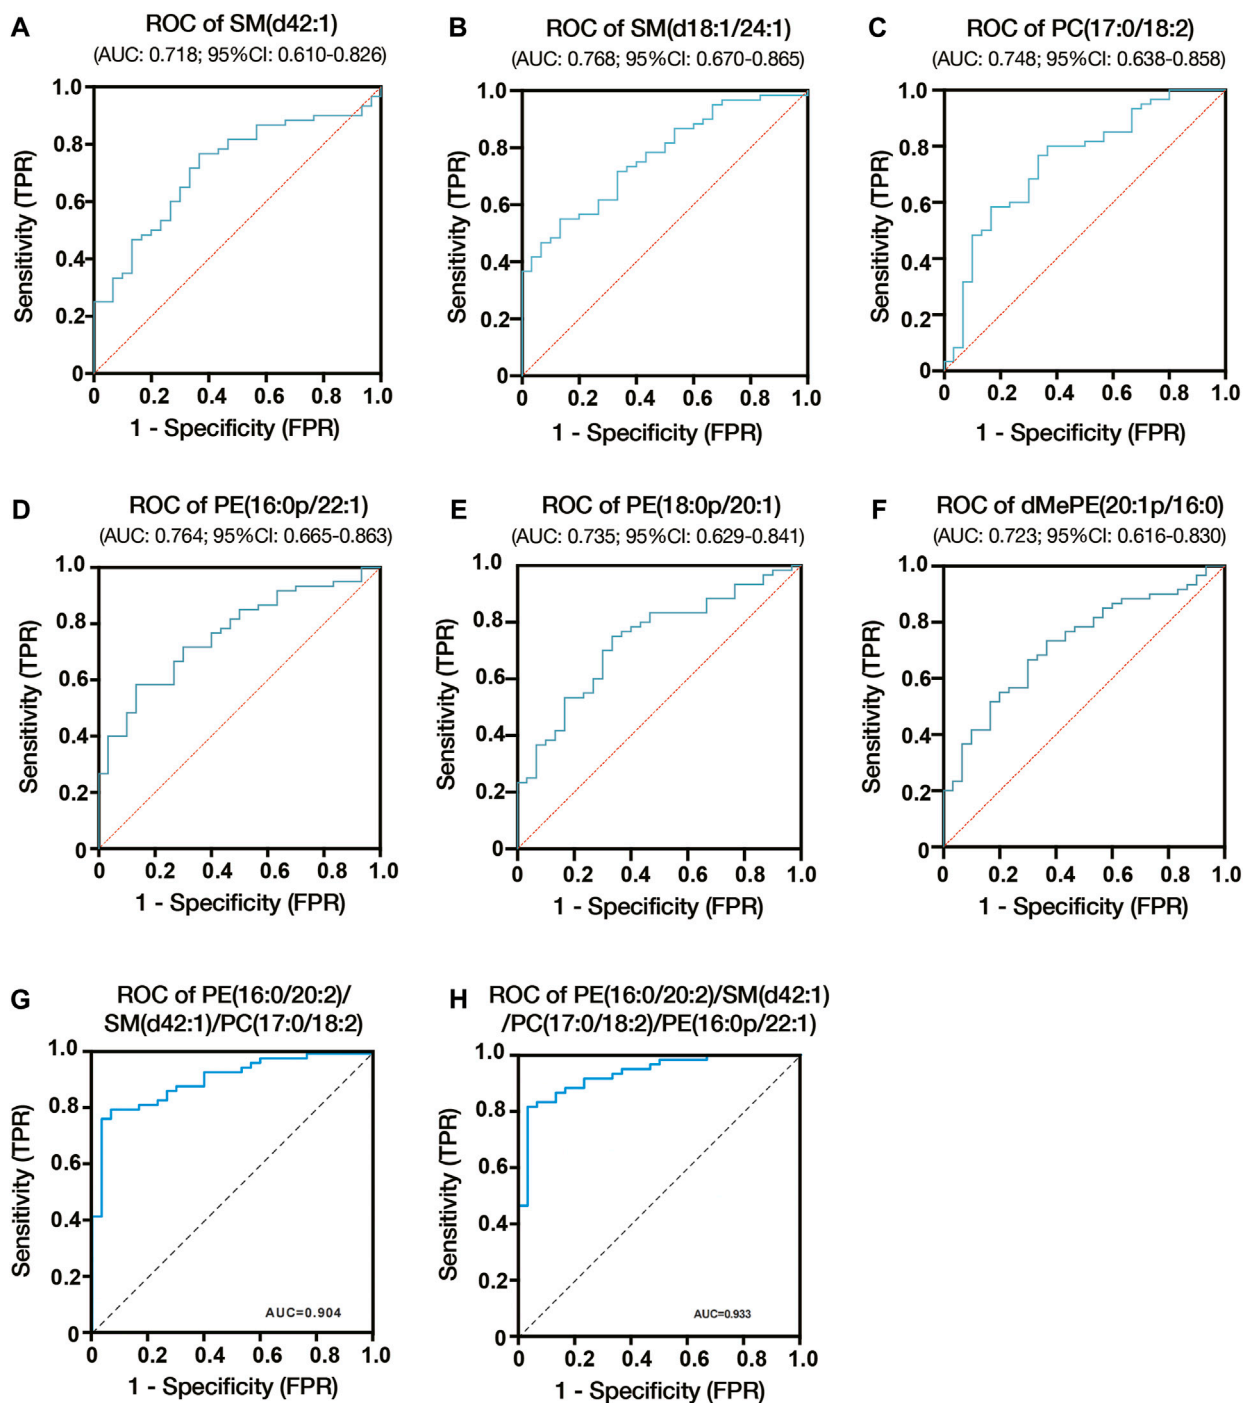 A
ROC of SM(d42:1)
(AUC: 0.718; 95%CI: 0.610-0.826)
Sensitivity (TPR)
1.0
0.8
0.6
0.4
0.2
0
0 0.2 0.4 0.6 0.8 1.0
1 - Specificity (FPR)
B
ROC of SM(d18:1/24:1)
(AUC: 0.768; 95%CI: 0.670-0.865)
Sensitivity (TPR)
1.0
0.8
0.6
0.4
0.2
0
0 0.2 0.4 0.6 0.8 1.0
1 - Specificity (FPR)
C
ROC of PC(17:0/18:2)
(AUC: 0.748; 95%CI: 0.638-0.858)
Sensitivity (TPR)
1.0
0.8
0.6
0.4
0.2
0
0 0.2 0.4 0.6 0.8 1.0
1 - Specificity (FPR)
D
ROC of PE(16:0p/22:1)
(AUC: 0.764; 95%CI: 0.665-0.863)
Sensitivity (TPR)
1.0
0.8
0.6
0.4
0.2
0
0 0.2 0.4 0.6 0.8 1.0
1 - Specificity (FPR)
E
ROC of PE(18:0p/20:1)
(AUC: 0.735; 95%CI: 0.629-0.841)
Sensitivity (TPR)
1.0
0.8
0.6
0.4
0.2
0
0 0.2 0.4 0.6 0.8 1.0
1 - Specificity (FPR)
F
ROC of dMePE(20:1p/16:0)
(AUC: 0.723; 95%CI: 0.616-0.830)
Sensitivity (TPR)
1.0
0.8
0.6
0.4
0.2
0
0 0.2 0.4 0.6 0.8 1.0
1 - Specificity (FPR)
G
ROC of PE(16:0/20:2)/
SM(d42:1)/PC(17:0/18:2)
Sensitivity (TPR)
1.0
0.8
0.6
0.4
0.2
0
AUC=0.904
0 0.2 0.4 0.6 0.8 1.0
1 - Specificity (FPR)
H
ROC of PE(16:0/20:2)/SM(d42:1)
/PC(17:0/18:2)/PE(16:0p/22:1)
Sensitivity (TPR)
1.0
0.8
0.6
0.4
0.2
0
AUC=0.933
0 0.2 0.4 0.6 0.8 1.0
1 - Specificity (FPR)